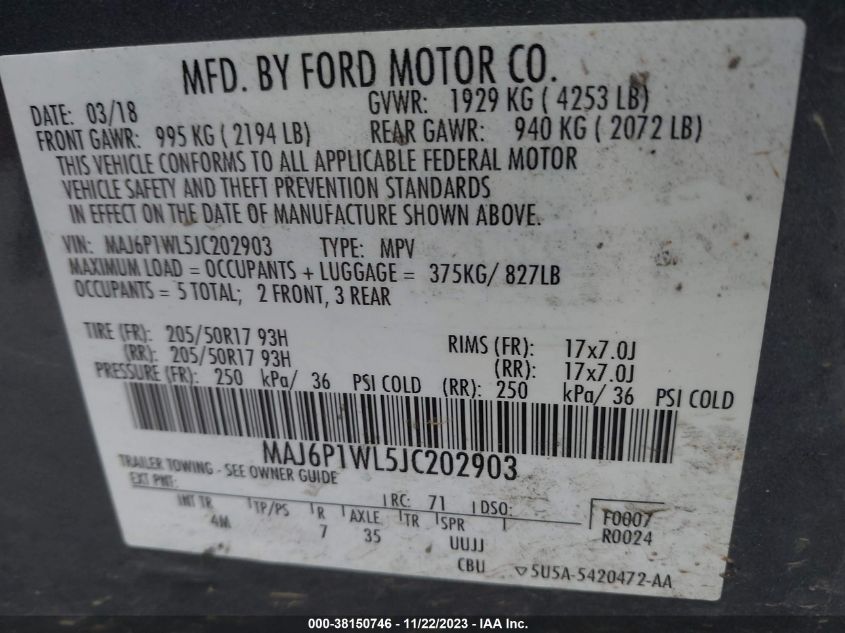 MFD. BY FORD MOTOR CO.
DATE: 03/18 GVWR: 1929 KG ( 4253 LB)
FRONT GAWR: 995 KG ( 2194 LB) REAR GAWR: 940 KG ( 2072 LB)
THIS VEHICLE CONFORMS TO ALL APPLICABLE FEDERAL MOTOR
VEHICLE SAFETY AND THEFT PREVENTION STANDARDS
IN EFFECT ON THE DATE OF MANUFACTURE SHOWN ABOVE.
VIN: MAJ6P1WL5JC202903 TYPE: MPV
MAXIMUM LOAD = OCCUPANTS + LUGGAGE = 375KG/ 827LB
OCCUPANTS = 5 TOTAL; 2 FRONT, 3 REAR
TIRE (FR): 205/50R17 93H RIMS (FR): 17x7.0J
(RR): 205/50R17 93H (RR): 17x7.0J
PRESSURE (FR): 250 kPa/ 36 PSI COLD (RR): 250 kPa/ 36 PSI COLD
MAJ6P1WL5JC202903
TRAILER TOWING - SEE OWNER GUIDE
EXT PNT: RC: 71 DSO: F0007
INT TR TP/PS R AXLE TR SPR R0024
4M 7 35 UUJJ
CBU 5U5A-5420472-AA
000-38150746 - 11/22/2023 - IAA Inc.